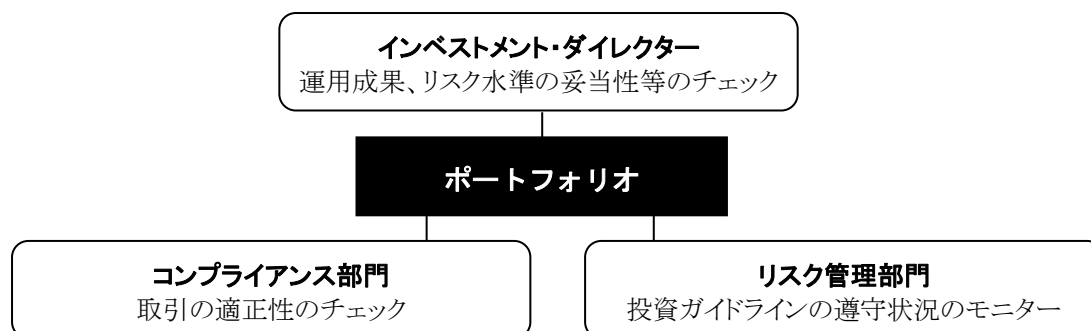 インベストメント・ダイレクター
運用成果、リスク水準の妥当性等のチェック
ポートフォリオ
コンプライアンス部門
取引の適正性のチェック
リスク管理部門
投資ガイドラインの遵守状況のモニター